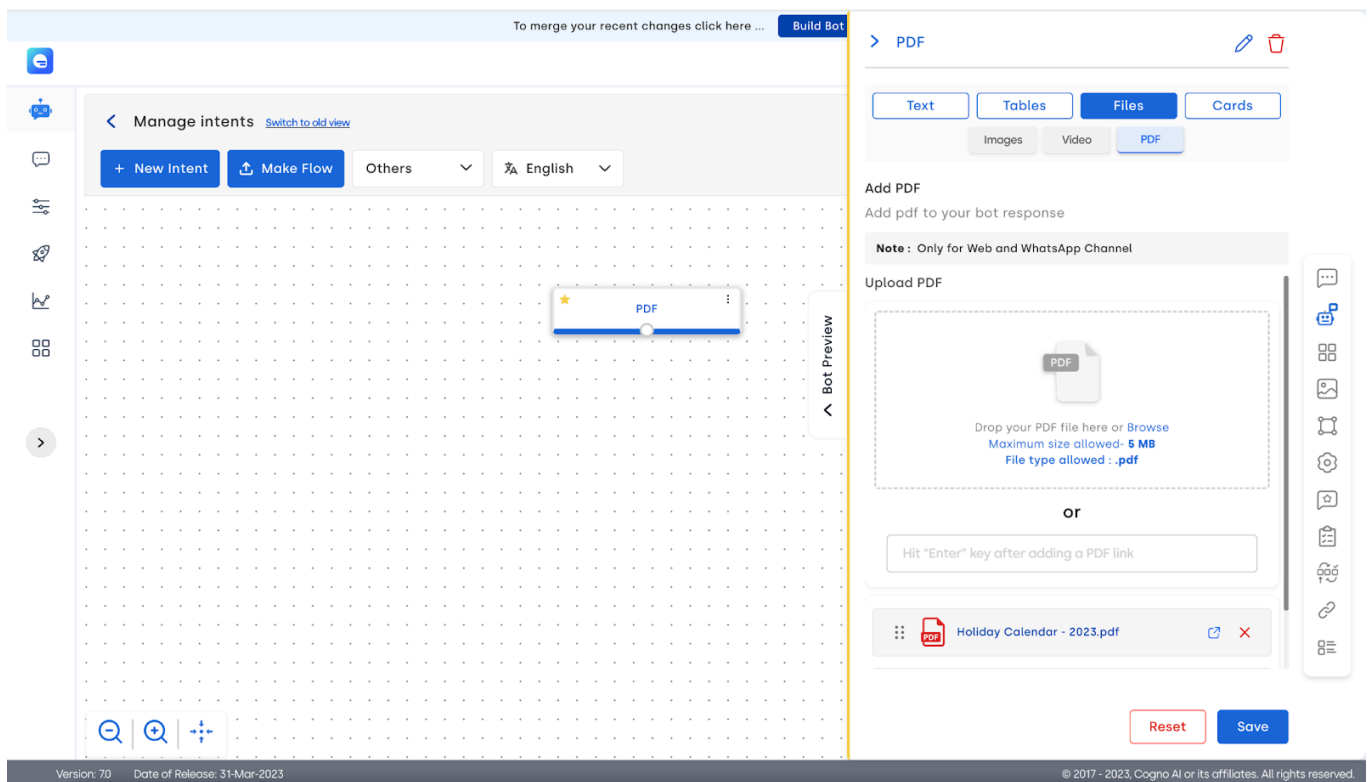 To merge your recent changes click here ...
Build Bot
PDF
Manage intents
Switch to old view
+ New Intent
Make Flow
Others
English
PDF
Bot Preview
Text
Tables
Files
Cards
Images
Video
PDF
Add PDF
Add pdf to your bot response
Note : Only for Web and WhatsApp Channel
Upload PDF
PDF
Drop your PDF file here or Browse
Maximum size allowed- 5 MB
File type allowed : .pdf
or
Hit "Enter" key after adding a PDF link
PDF
Holiday Calendar - 2023.pdf
Reset
Save
Version: 7.0
Date of Release: 31-Mar-2023
© 2017 - 2023, Cogno AI or its affiliates. All rights reserved.